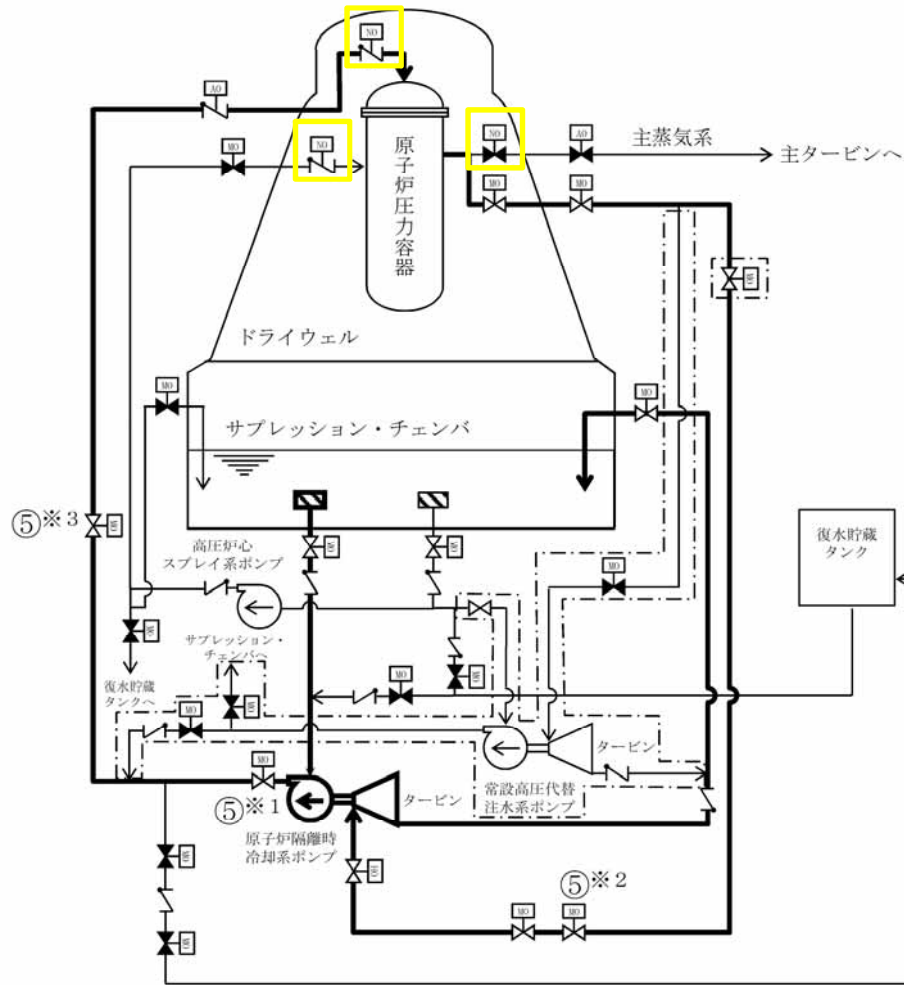 NO
AO
MO
NO
NO
AO
主蒸気系
主タービンへ
MO
MO
原子炉圧力容器
MO
ドライウェル
MO
MO
サプレッション・チェンバ
⑤※3
MO
高圧炉心
スプレイ系ポンプ
MO
MO
MO
復水貯蔵
タンク
サプレッション・
チェンバへ
MO
復水貯蔵
タンクへ
MO
MO
MO
MO
タービン
常設高圧代替
注水系ポンプ
MO
⑤※1
タービン
原子炉隔離時
冷却系ポンプ
MO
HO
⑤※2
MO
MO
MO